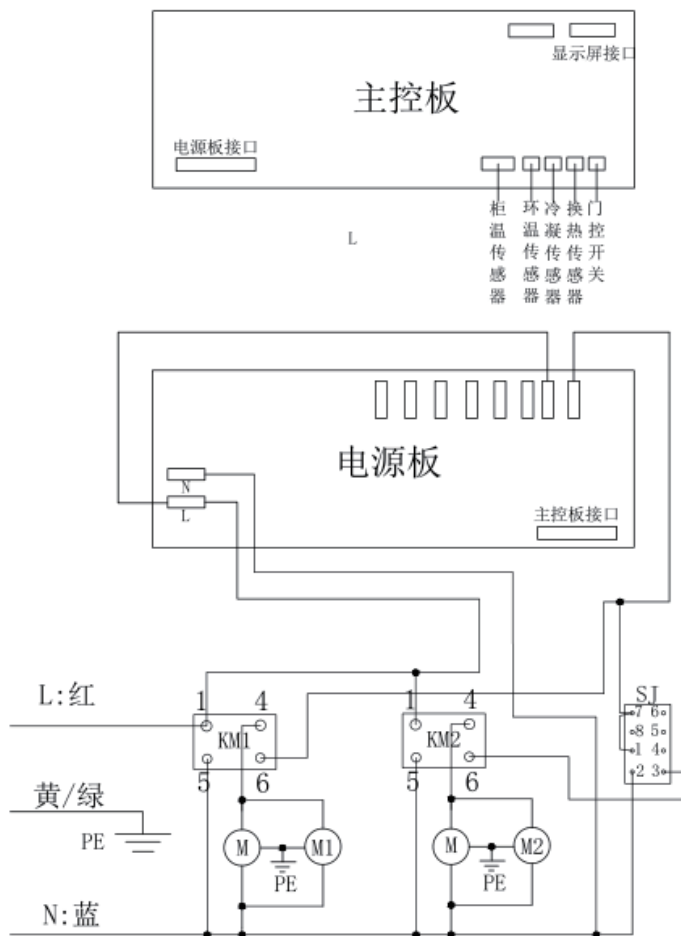 显示屏接口
主控板
电源板接口
柜温传感器
环温传感器
冷凝传感器
换热传感器
门控开关
L
电源板
N
L
主控板接口
L:红
1 4
KM1
5 6
1 4
KM2
5 6
SJ
7 6
8 5
1 4
2 3
黄/绿
PE
M M1
PE
M M2
PE
N:蓝